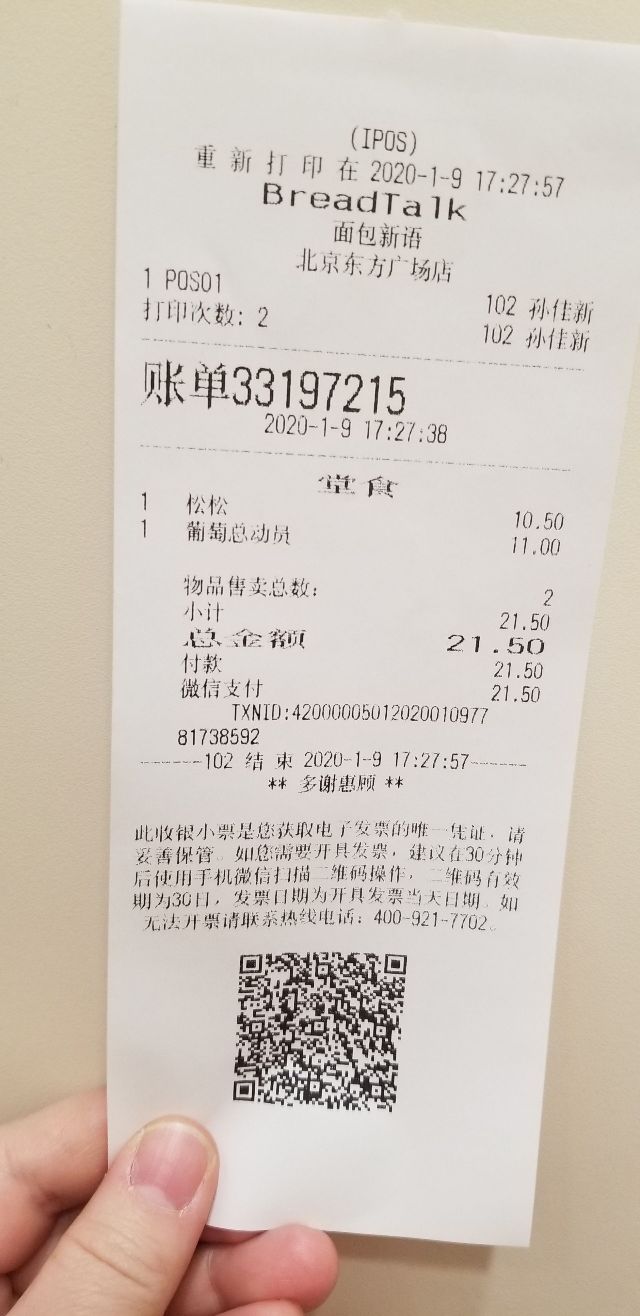 (IPOS)
重 新 打 印 在 2020-1-9 17:27:57
BreadTalk
面包新语
北京东方广场店
1 POS01 102 孙佳新
打印次数: 2 102 孙佳新
账单33197215
2020-1-9 17:27:38
堂食
1 松松 10.50
1 葡萄总动员 11.00
物品售卖总数: 2
小计 21.50
总金额 21.50
付款 21.50
微信支付 21.50
TXNID:42000005012020010977
81738592
------102 结 束 2020-1-9 17:27:57------
** 多谢惠顾 **
此收银小票是您获取电子发票的唯一凭证，请
妥善保管。如您需要开具发票，建议在30分钟
后使用手机微信扫描二维码操作，二维码有效
期为30日，发票日期为开具发票当天日期。如
无法开票请联系热线电话：400-921-7702。